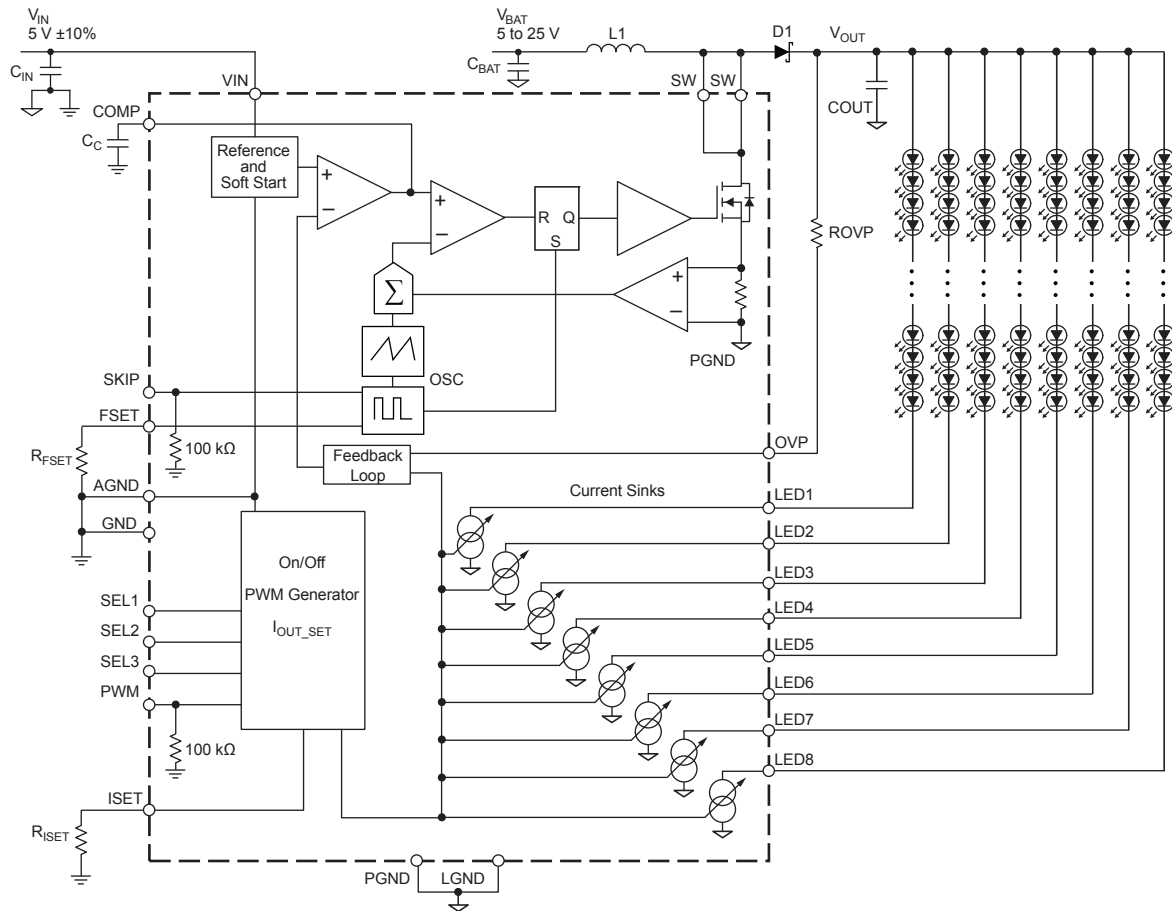 VIN
5 V ±10%
CIN
VBAT
5 to 25 V
L1
CBAT
D1
VOUT
COUT
VIN
SW
SW
COMP
CC
Reference
and
Soft Start
+
−
+
−
R
Q
S
ROVP
Σ
+
−
PGND
SKIP
OSC
FSET
100 kΩ
RFSET
Feedback
Loop
OVP
AGND
GND
Current Sinks
LED1
LED2
LED3
LED4
LED5
LED6
LED7
LED8
On/Off
PWM Generator
IOUT_SET
SEL1
SEL2
SEL3
PWM
100 kΩ
ISET
RISET
PGND
LGND